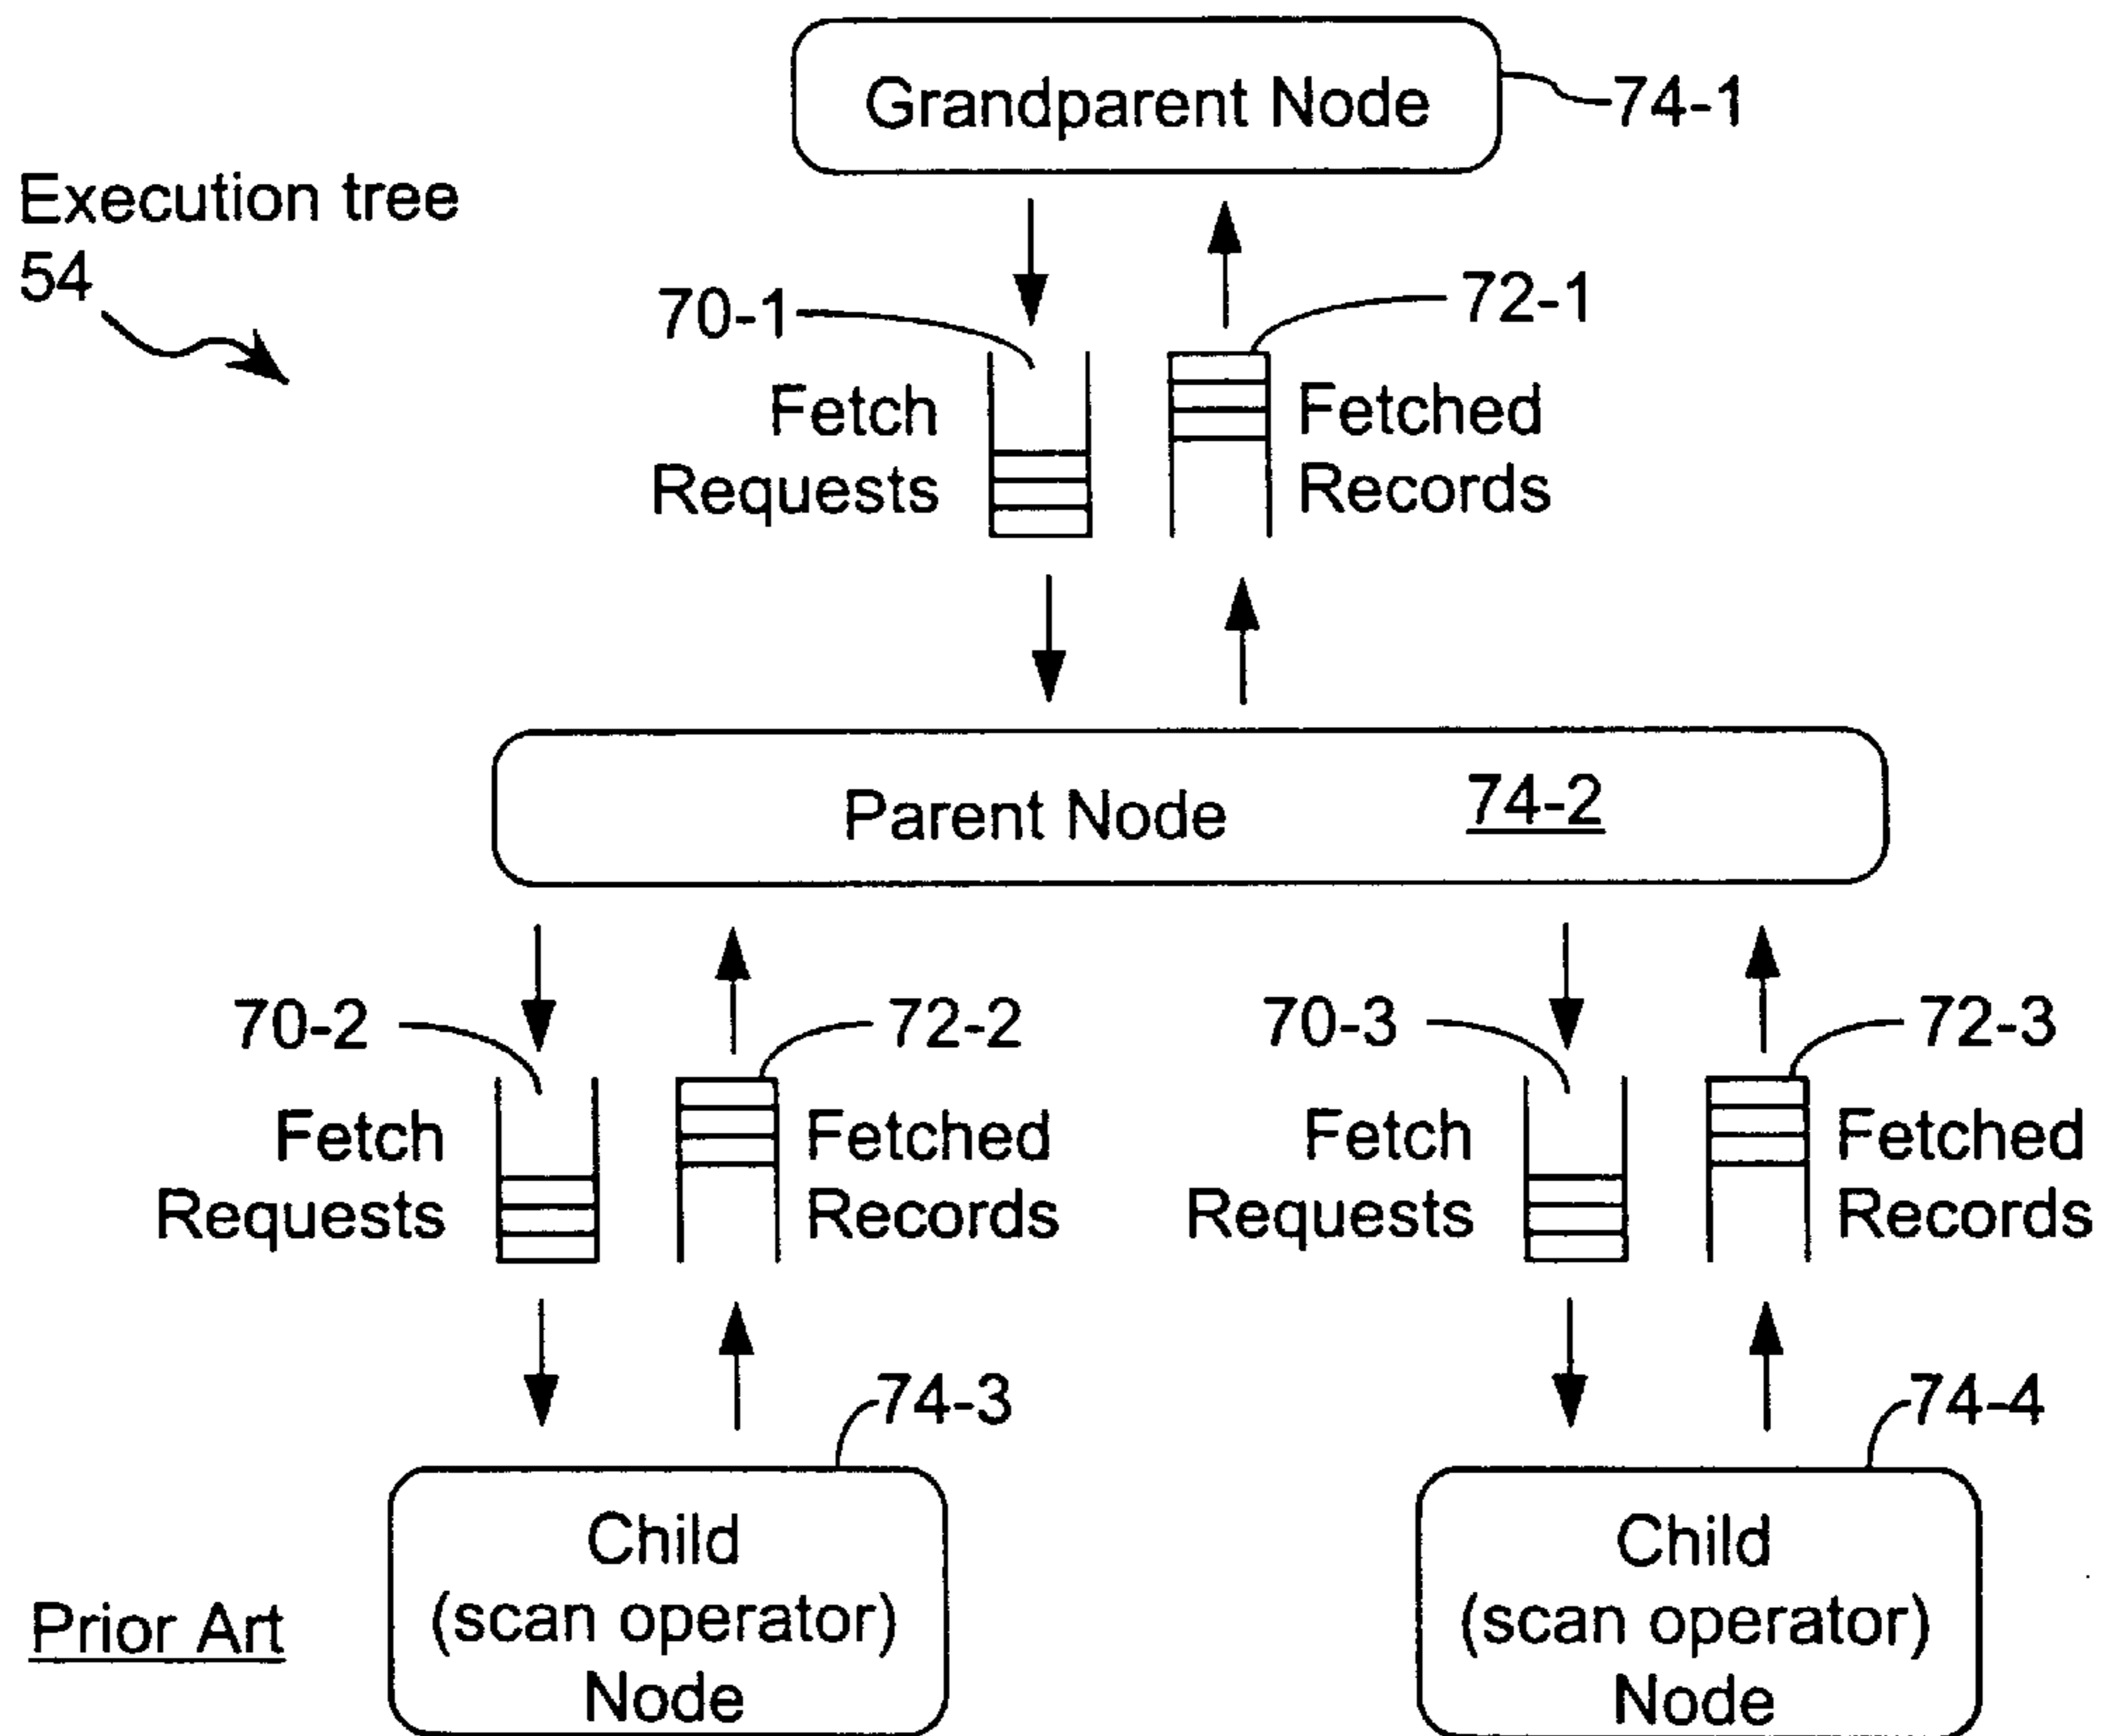 Grandparent Node
74-1
Execution tree
54
70-1
72-1
Fetch
Requests
Fetched
Records
Parent Node
74-2
70-2
72-2
70-3
72-3
Fetch
Requests
Fetched
Records
Fetch
Requests
Fetched
Records
74-3
74-4
Child
(scan operator)
Node
Child
(scan operator)
Node
Prior Art